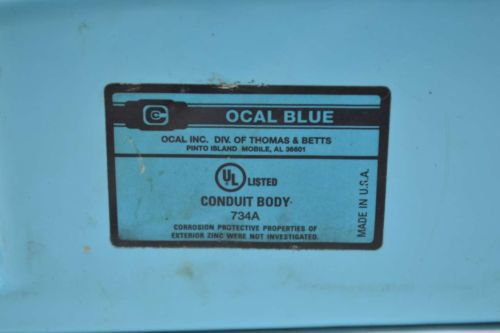 OCAL BLUE
OCAL INC. DIV. OF THOMAS & BETTS
PINTO ISLAND MOBILE, AL 36601
UL LISTED
CONDUIT BODY
734A
CORROSION PROTECTIVE PROPERTIES OF
EXTERIOR ZINC WERE NOT INVESTIGATED.
MADE IN U.S.A.